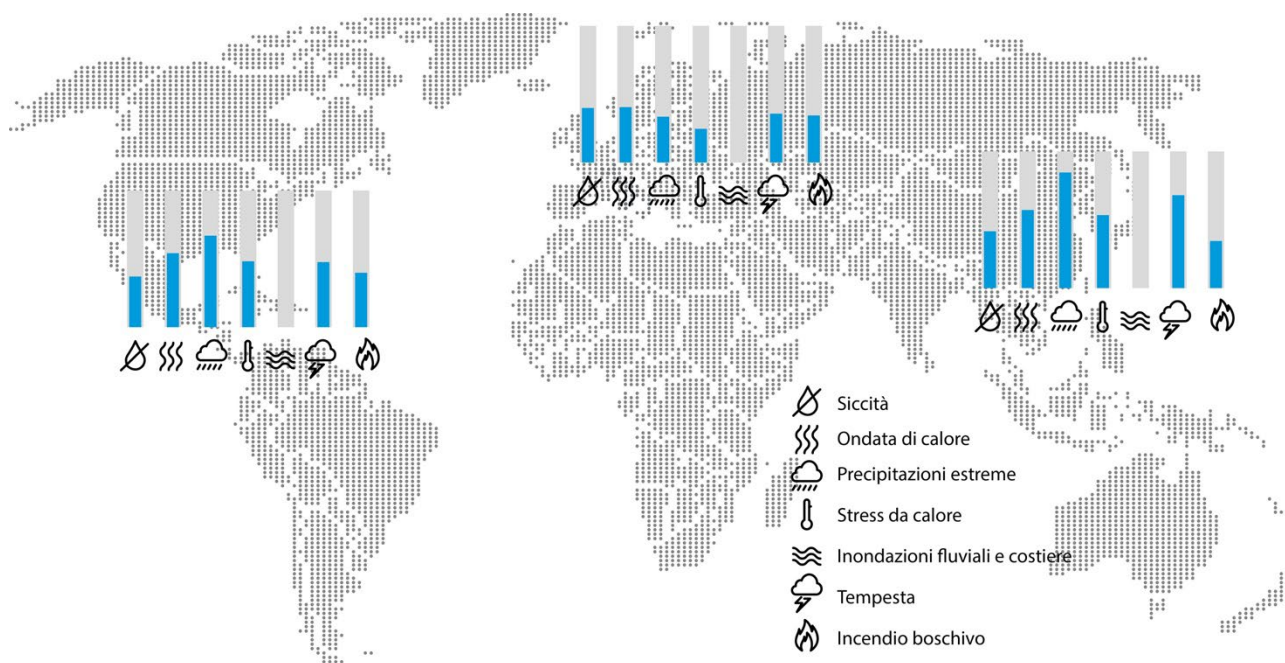 Siccità
Ondata di calore
Precipitazioni estreme
Stress da calore
Inondazioni fluviali e costiere
Tempesta
Incendio boschivo